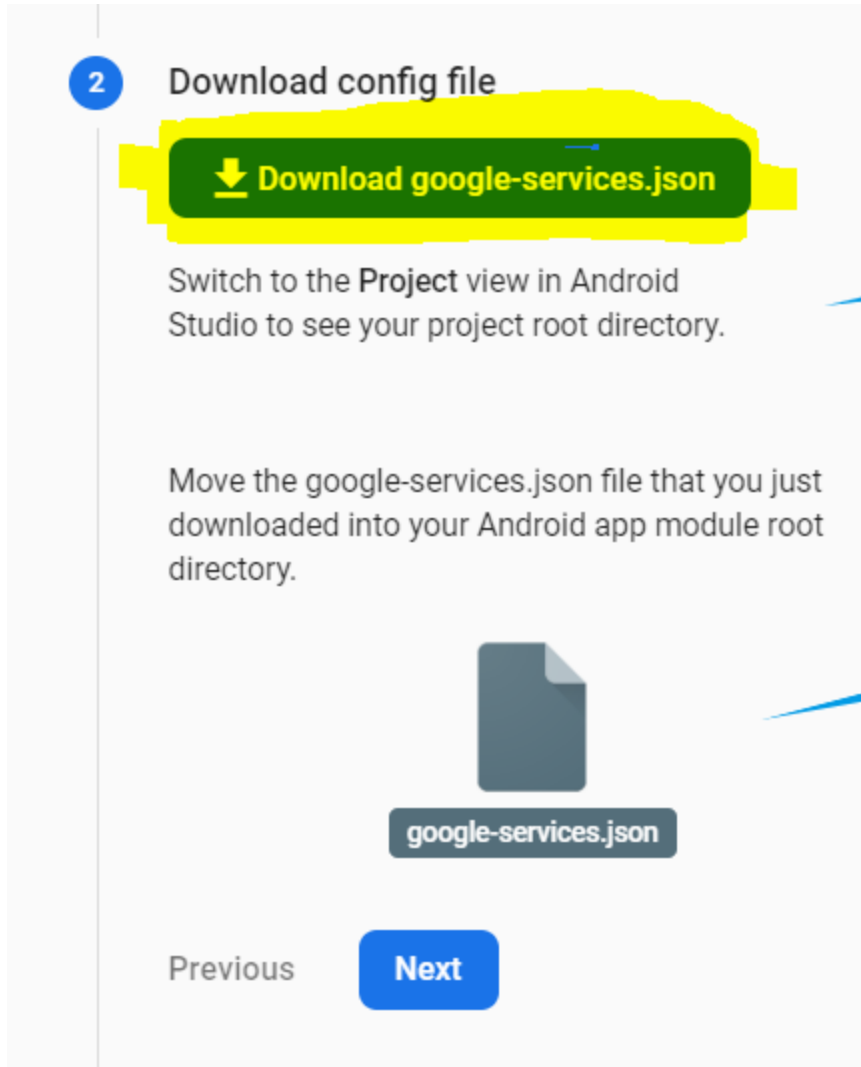 2
Download config file
Download google-services.json
Switch to the Project view in Android
Studio to see your project root directory.
Move the google-services.json file that you just
downloaded into your Android app module root
directory.
google-services.json
Previous
Next